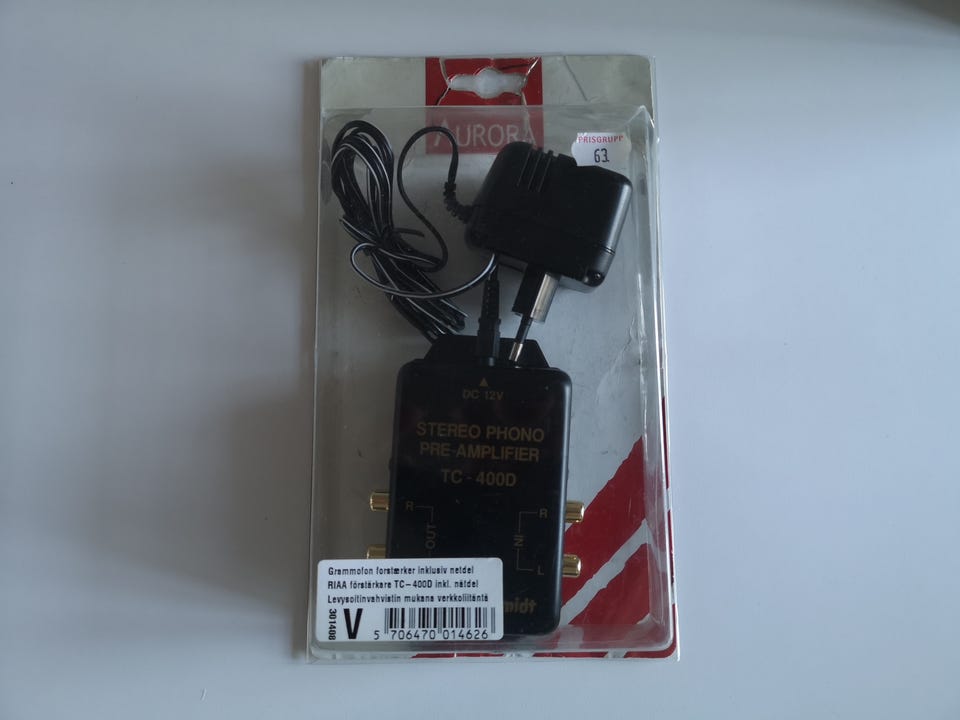 AURORA
PRISGRUPP
63
DC 12V
STEREO PHONO
PRE-AMPLIFIER
TC-400D
R
R
OUT
IN
L
Grammofon forstærker inklusiv netdel
RIAA förstärkare TC-400D inkl. nätdel
Levysoitinvahvistin mukana verkkoliitäntä
301408
V
5 706470 014626